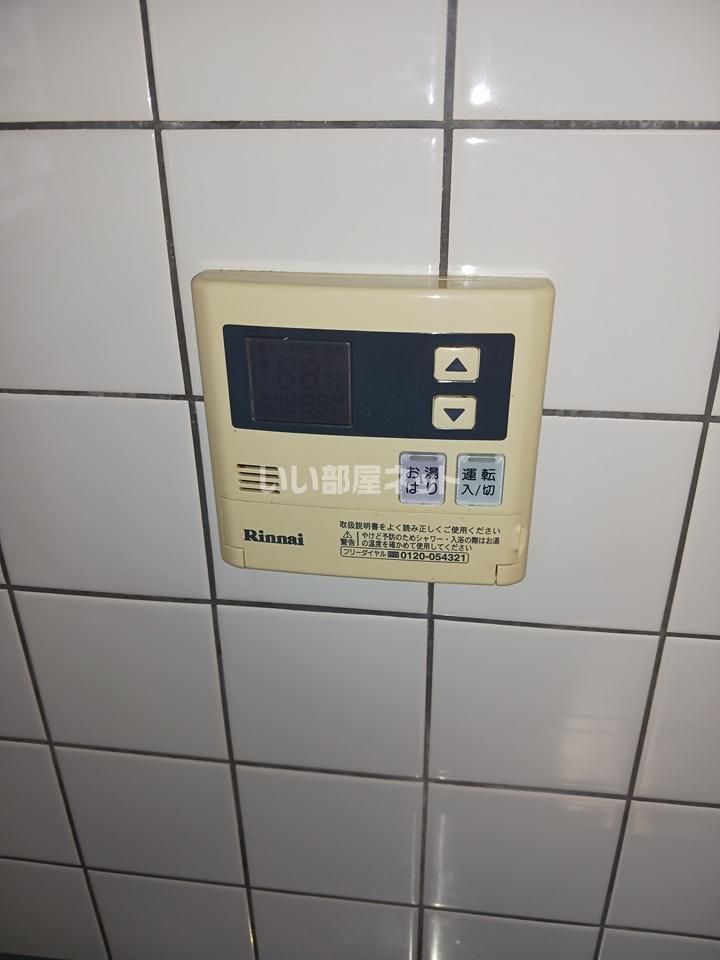 お湯
はり
運転
入/切
いい部屋ネット
Rinnai
取扱説明書をよく読み正しくご使用ください
警告
やけど予防のためシャワー・入浴の際はお湯
の温度を確かめて使用してください
フリーダイヤル 0120-054321